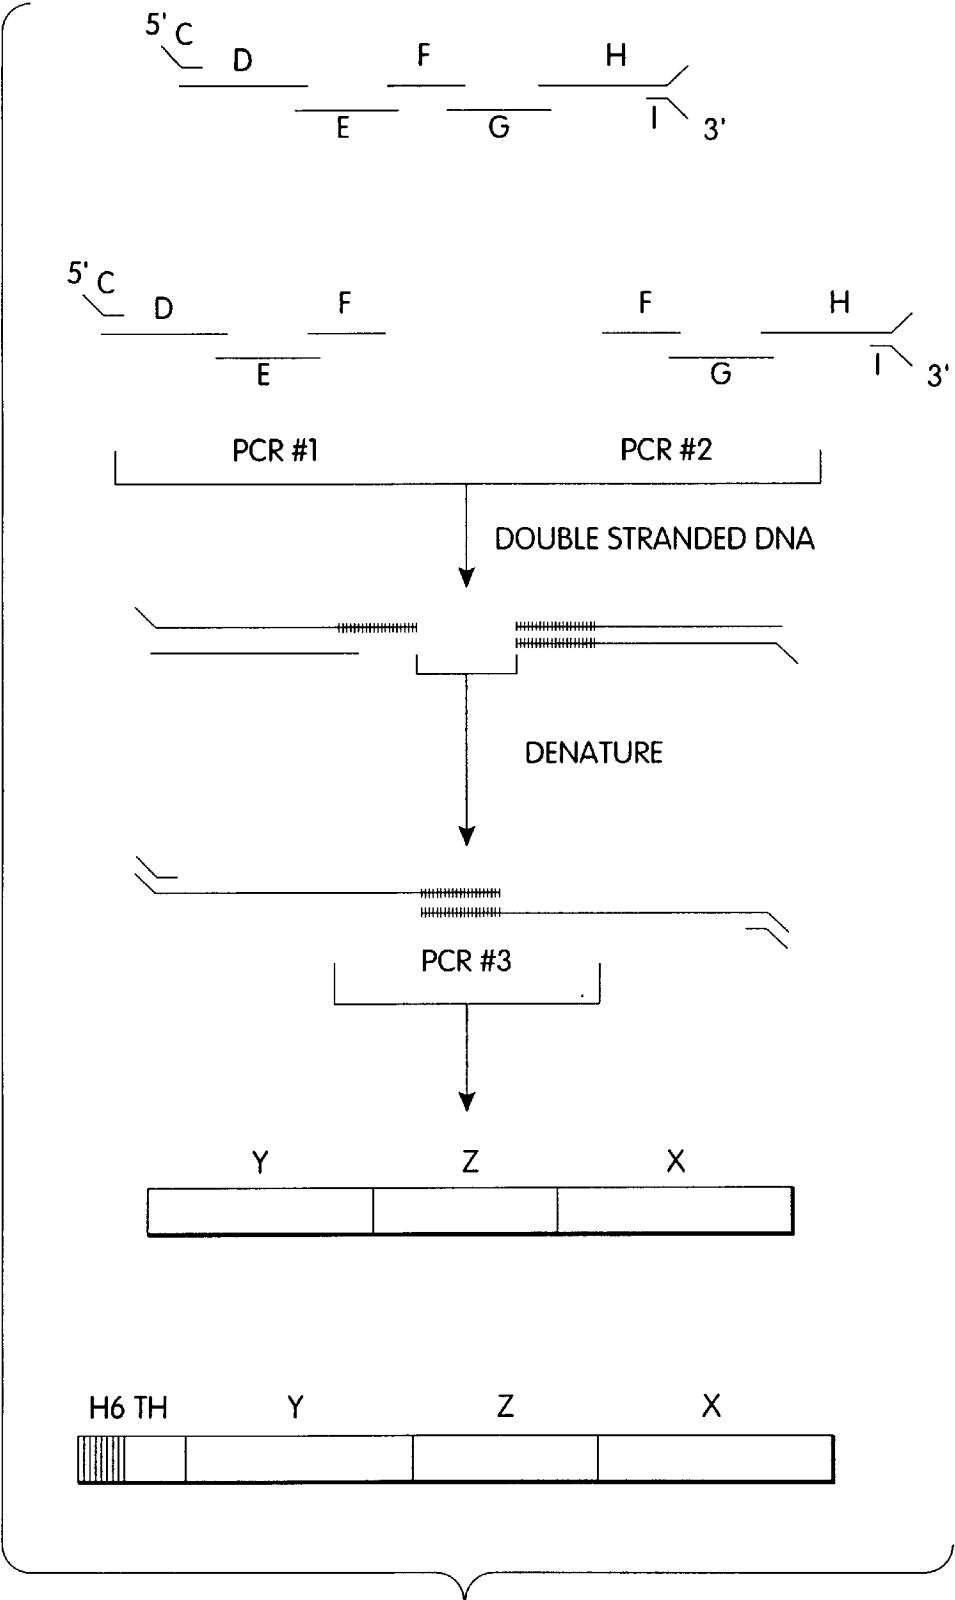 5' C D F H
E G I 3'
5' C D F F H
E G I 3'
PCR #1 PCR #2
DOUBLE STRANDED DNA
DENATURE
PCR #3
Y Z X
H6 TH Y Z X